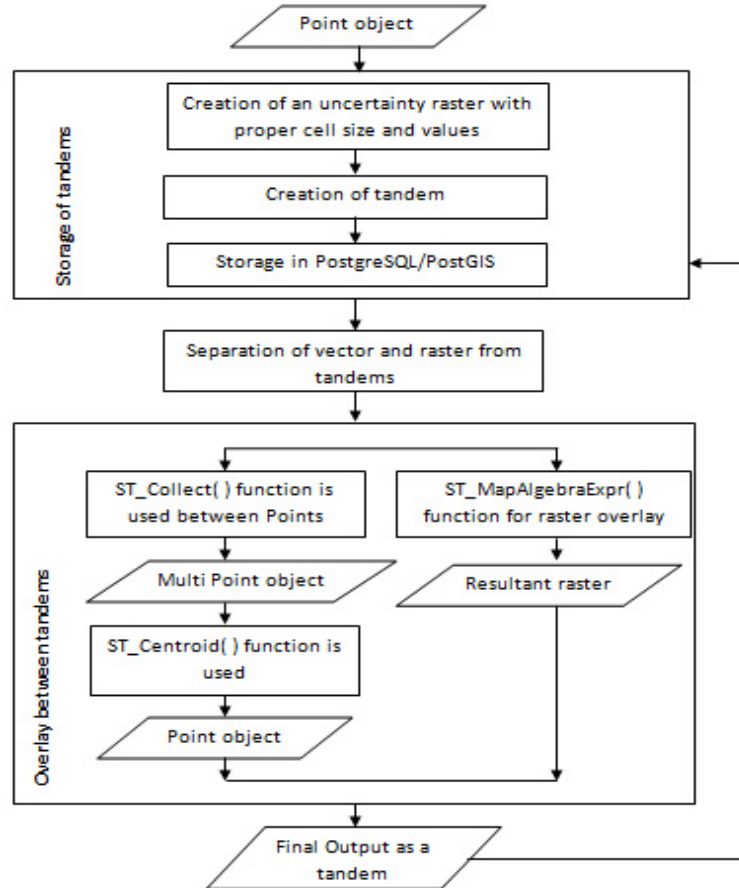 Point object
Storage of tandems
Creation of an uncertainty raster with
proper cell size and values
Creation of tandem
Storage in PostgreSQL/PostGIS
Separation of vector and raster from
tandems
Overlay between tandems
ST_Collect( ) function is
used between Points
Multi Point object
ST_Centroid( ) function is
used
Point object
ST_MapAlgebraExpr( )
function for raster overlay
Resultant raster
Final Output as a
tandem